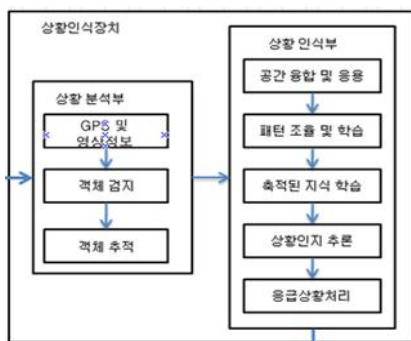 상황인식장치
상황 분석부
GPS 및
영상정보
객체 검지
객체 추적
상황 인식부
공간 융합 및 응용
패턴 조율 및 학습
축적된 지식 학습
상황인지 추론
응급상황처리